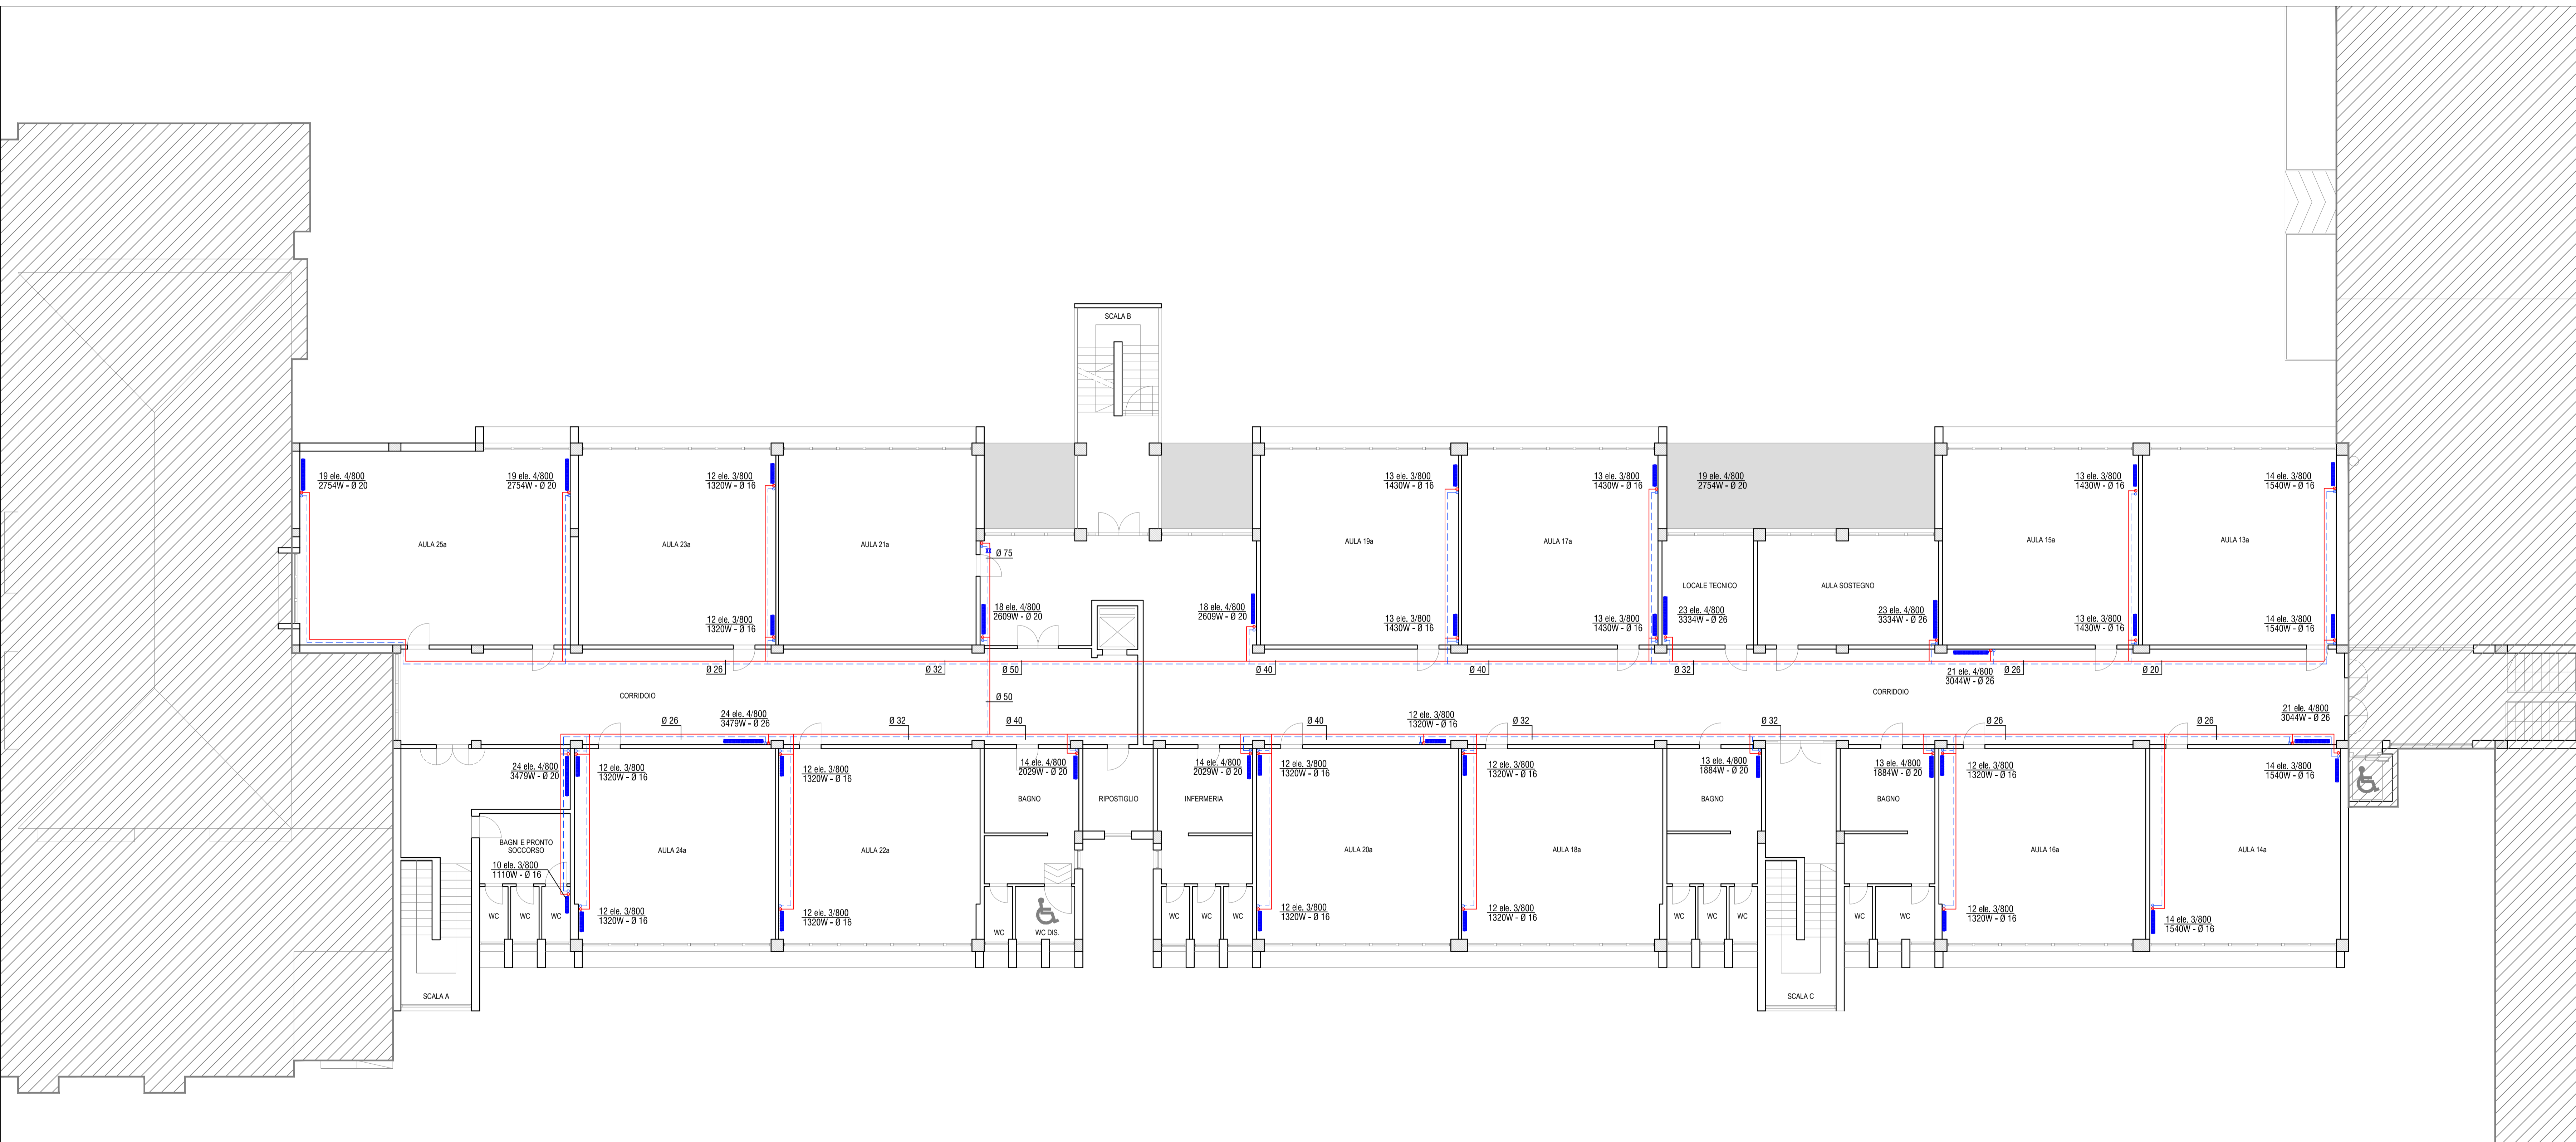 SCALA B
19 ele. 4/800
2754W - Ø 20
19 ele. 4/800
2754W - Ø 20
12 ele. 3/800
1320W - Ø 16
13 ele. 3/800
1430W - Ø 16
13 ele. 3/800
1430W - Ø 16
19 ele. 4/800
2754W - Ø 20
13 ele. 3/800
1430W - Ø 16
14 ele. 3/800
1540W - Ø 16
AULA 25a
AULA 23a
AULA 21a
Ø 75
AULA 19a
AULA 17a
LOCALE TECNICO
AULA SOSTEGNO
AULA 15a
AULA 13a
12 ele. 3/800
1320W - Ø 16
18 ele. 4/800
2609W - Ø 20
18 ele. 4/800
2609W - Ø 20
13 ele. 3/800
1430W - Ø 16
13 ele. 3/800
1430W - Ø 16
23 ele. 4/800
3334W - Ø 26
23 ele. 4/800
3334W - Ø 26
13 ele. 3/800
1430W - Ø 16
14 ele. 3/800
1540W - Ø 16
Ø 26
Ø 32
Ø 50
Ø 40
Ø 40
Ø 32
21 ele. 4/800
3044W - Ø 26
Ø 26
Ø 20
CORRIDOIO
Ø 50
CORRIDOIO
Ø 26
24 ele. 4/800
3479W - Ø 26
Ø 32
Ø 40
Ø 40
12 ele. 3/800
1320W - Ø 16
Ø 32
Ø 32
Ø 26
Ø 26
21 ele. 4/800
3044W - Ø 26
24 ele. 4/800
3479W - Ø 20
12 ele. 3/800
1320W - Ø 16
12 ele. 3/800
1320W - Ø 16
14 ele. 4/800
2029W - Ø 20
14 ele. 4/800
2029W - Ø 20
12 ele. 3/800
1320W - Ø 16
12 ele. 3/800
1320W - Ø 16
13 ele. 4/800
1884W - Ø 20
13 ele. 4/800
1884W - Ø 20
12 ele. 3/800
1320W - Ø 16
14 ele. 3/800
1540W - Ø 16
BAGNO
RIPOSTIGLIO
INFERMERIA
BAGNO
BAGNO
BAGNI E PRONTO
SOCCORSO
AULA 24a
AULA 22a
AULA 20a
AULA 18a
AULA 16a
AULA 14a
10 ele. 3/800
1110W - Ø 16
WC
WC
WC
12 ele. 3/800
1320W - Ø 16
12 ele. 3/800
1320W - Ø 16
WC
WC DIS.
WC
WC
WC
12 ele. 3/800
1320W - Ø 16
12 ele. 3/800
1320W - Ø 16
WC
WC
WC
WC
WC
12 ele. 3/800
1320W - Ø 16
14 ele. 3/800
1540W - Ø 16
SCALA A
SCALA C